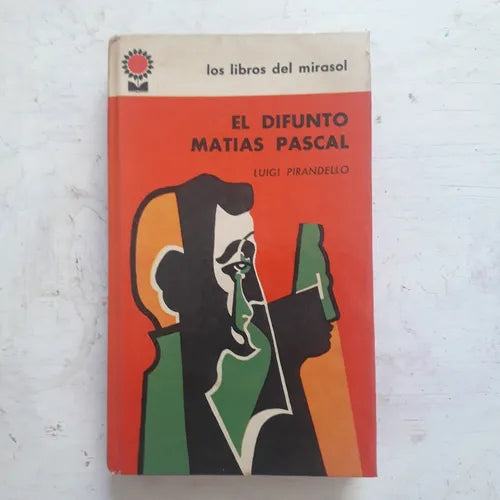 los libros del mirasol
EL DIFUNTO
MATIAS PASCAL
LUIGI PIRANDELLO